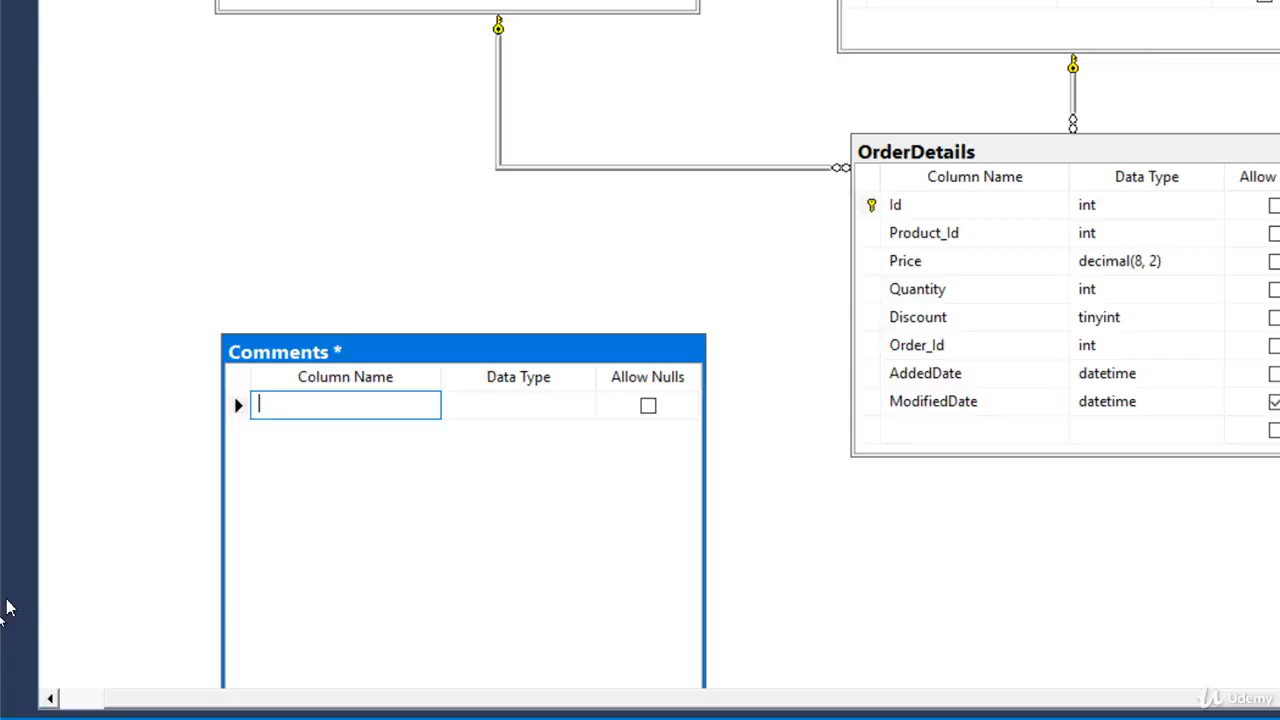 OrderDetails
Column Name Data Type Allow
Id int
Product_Id int
Price decimal(8, 2)
Quantity int
Discount tinyint
Order_Id int
AddedDate datetime
ModifiedDate datetime
Comments *
Column Name Data Type Allow Nulls
Udemy